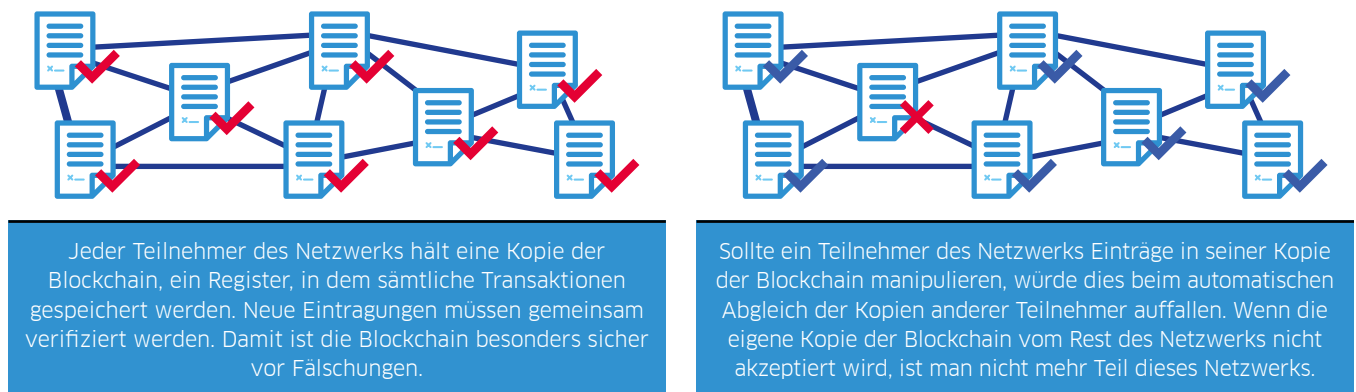 Jeder Teilnehmer des Netzwerks hält eine Kopie der
Blockchain, ein Register, in dem sämtliche Transaktionen
gespeichert werden. Neue Eintragungen müssen gemeinsam
verifiziert werden. Damit ist die Blockchain besonders sicher
vor Fälschungen.
Sollte ein Teilnehmer des Netzwerks Einträge in seiner Kopie
der Blockchain manipulieren, würde dies beim automatischen
Abgleich der Kopien anderer Teilnehmer auffallen. Wenn die
eigene Kopie der Blockchain vom Rest des Netzwerks nicht
akzeptiert wird, ist man nicht mehr Teil dieses Netzwerks.